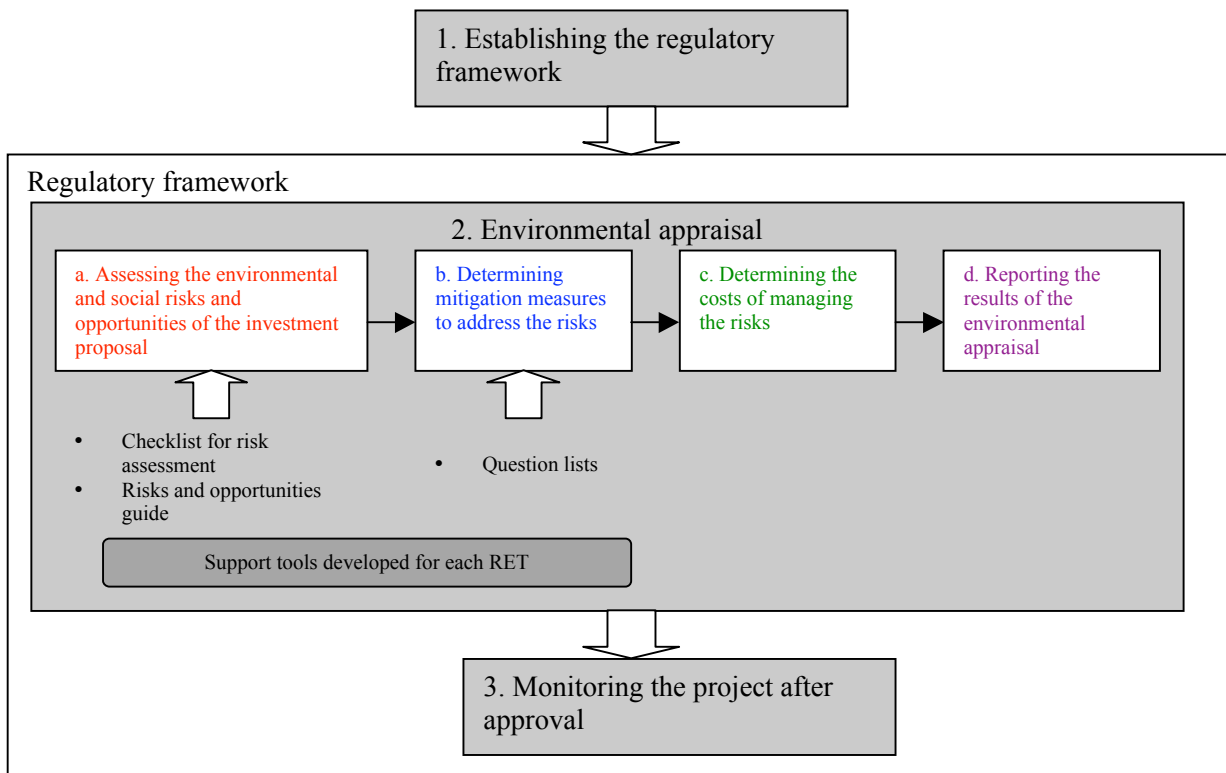 1. Establishing the regulatory
framework
Regulatory framework
2. Environmental appraisal
a. Assessing the environmental
and social risks and
opportunities of the investment
proposal
b. Determining
mitigation measures
to address the risks
c. Determining the
costs of managing
the risks
d. Reporting the
results of the
environmental
appraisal
• Checklist for risk
assessment
• Risks and opportunities
guide
• Question lists
Support tools developed for each RET
3. Monitoring the project after
approval